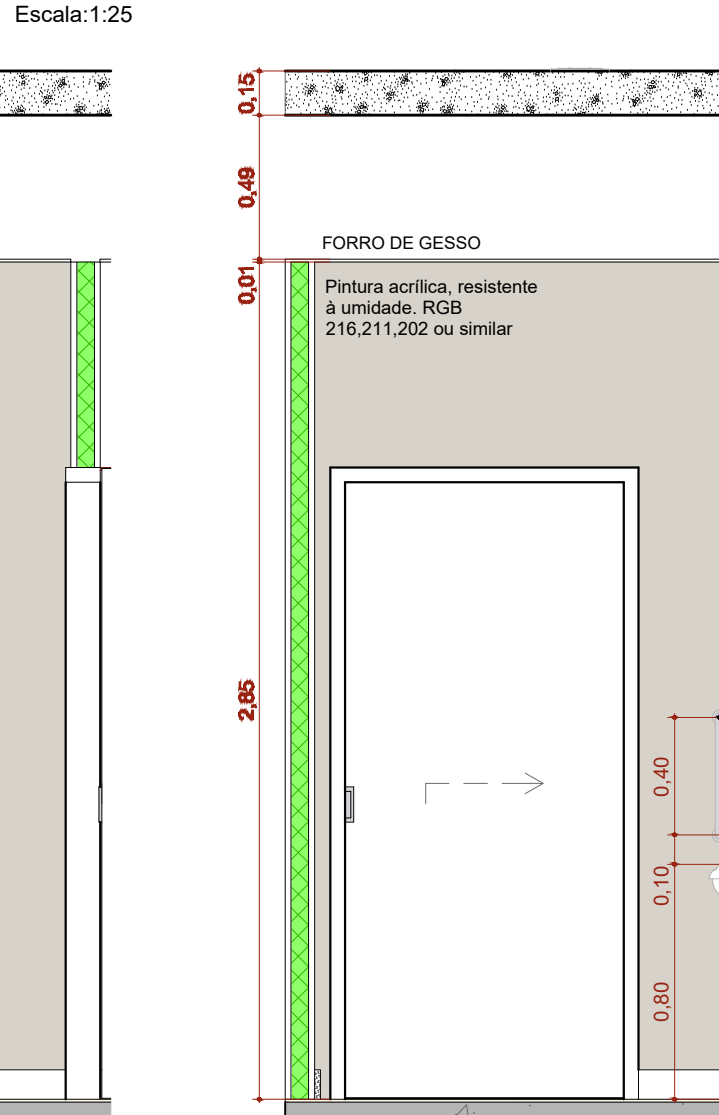 Escala:1:25
0,15
0,49
FORRO DE GESSO
0,01
Pintura acrílica, resistente
à umidade. RGB
216,211,202 ou similar
2,85
0,40
0,10
0,80